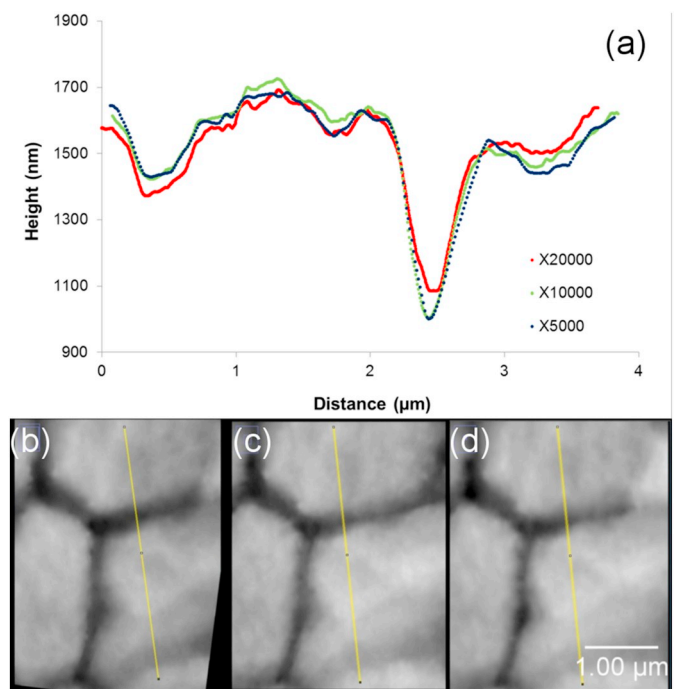 1900
(a)
1700
1500
1300
1100
900
Height (nm)
X20000
X10000
X5000
0 1 2 3 4
Distance (µm)
(b) (c) (d)
1.00 µm